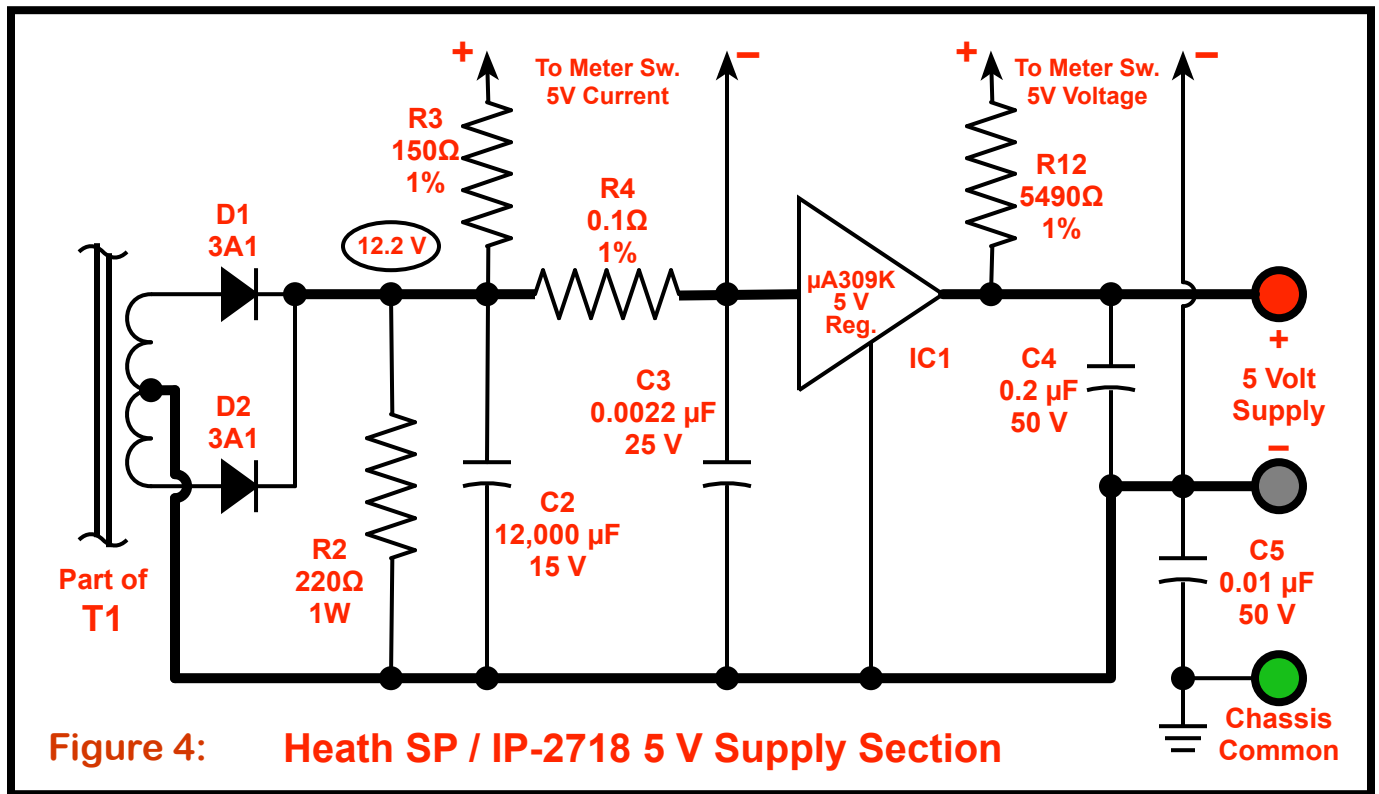 +
To Meter Sw.
5V Current
−
+
To Meter Sw.
5V Voltage
−
R3
150Ω
1%
R4
0.1Ω
1%
R12
5490Ω
1%
D1
3A1
12.2 V
µA309K
5 V
Reg.
IC1
D2
3A1
C3
0.0022 µF
25 V
C4
0.2 µF
50 V
+
5 Volt
Supply
−
C2
12,000 µF
15 V
R2
220Ω
1W
C5
0.01 µF
50 V
Part of
T1
Chassis
Common
Figure 4: Heath SP / IP-2718 5 V Supply Section